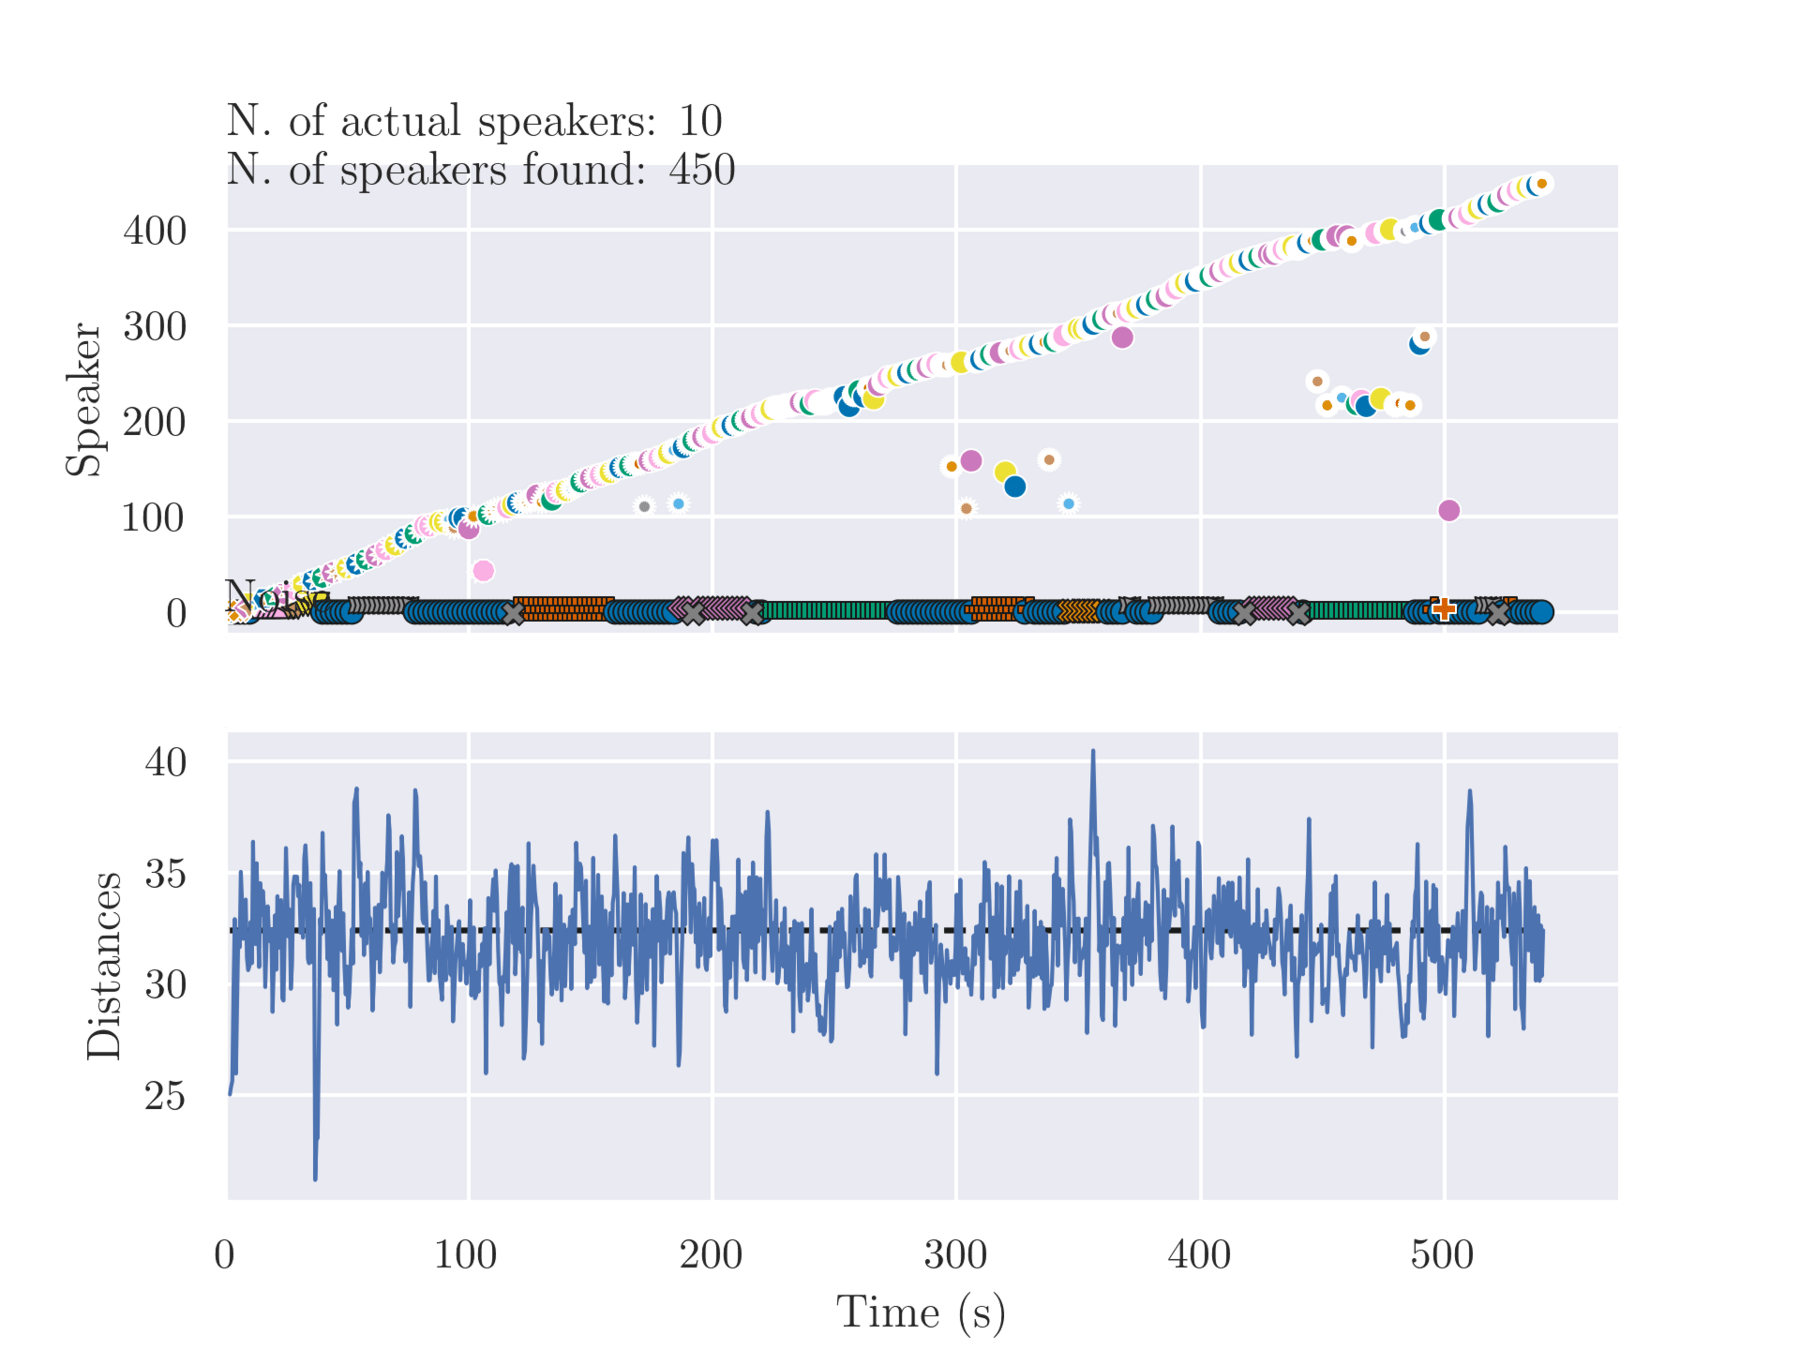 N. of actual speakers: 10
N. of speakers found: 450
400
300
200
100
0
Speaker
Noise
40
35
30
25
Distances
0 100 200 300 400 500
Time (s)